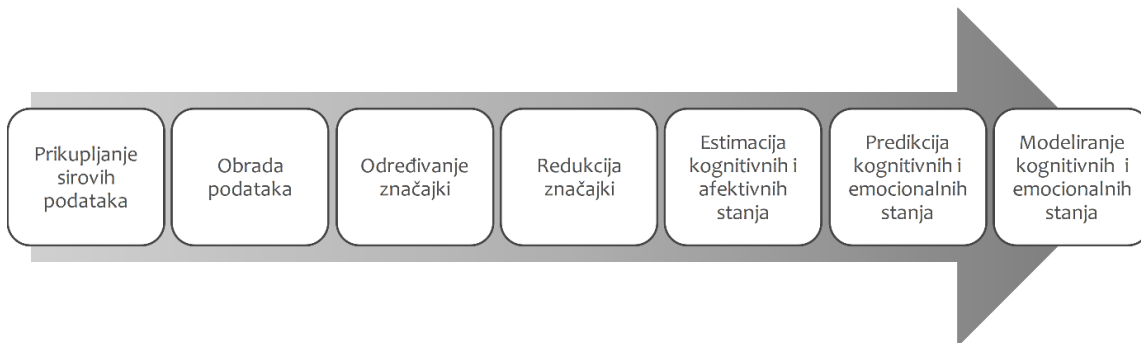 Prikupljanje
sirovih
podataka
Obrada
podataka
Određivanje
značajki
Redukcija
značajki
Estimacija
kognitivnih i
afektivnih
stanja
Predikcija
kognitivnih i
emocionalnih
stanja
Modeliranje
kognitivnih i
emocionalnih
stanja